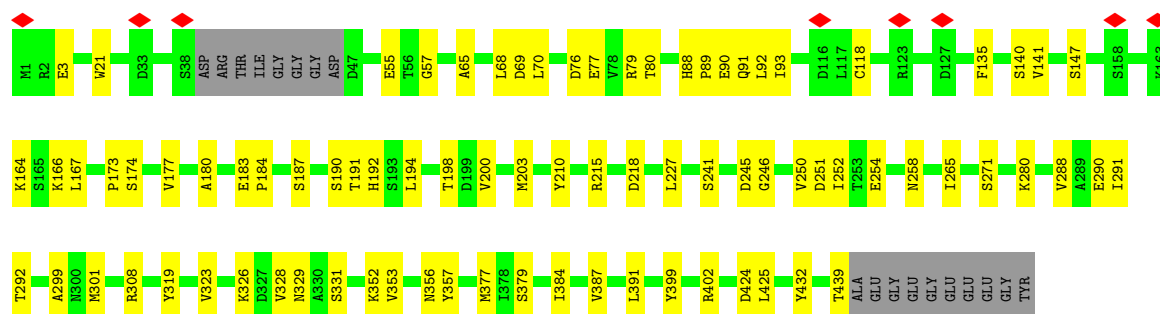 M1 R2 E3 W21 D33 S38 ASP ARG THR ILE GLY GLY GLY ASP D47 E55 T56 G57 A65 L68 D69 L70 D76 E77 V78 R79 T80 H88 P89 E90 Q91 L92 I93 D116 L117 C118 R123 D127 F135 S140 V141 S147 S158 K163
K164 S165 K166 L167 P173 S174 V177 A180 E183 P184 S187 S190 T191 H192 S193 L194 T198 D199 V200 M203 Y210 R215 D218 L227 S241 D245 G246 V250 D251 I252 T253 E254 N258 I265 S271 K280 V288 A289 E290 I291
T292 A299 N300 M301 R308 Y319 V323 K326 D327 V328 N329 A330 S331 K352 V353 N356 Y357 M377 I378 S379 I384 V387 L391 Y399 R402 D424 L425 Y432 T439 ALA GLU GLY GLU GLY GLU GLU GLU GLY TYR